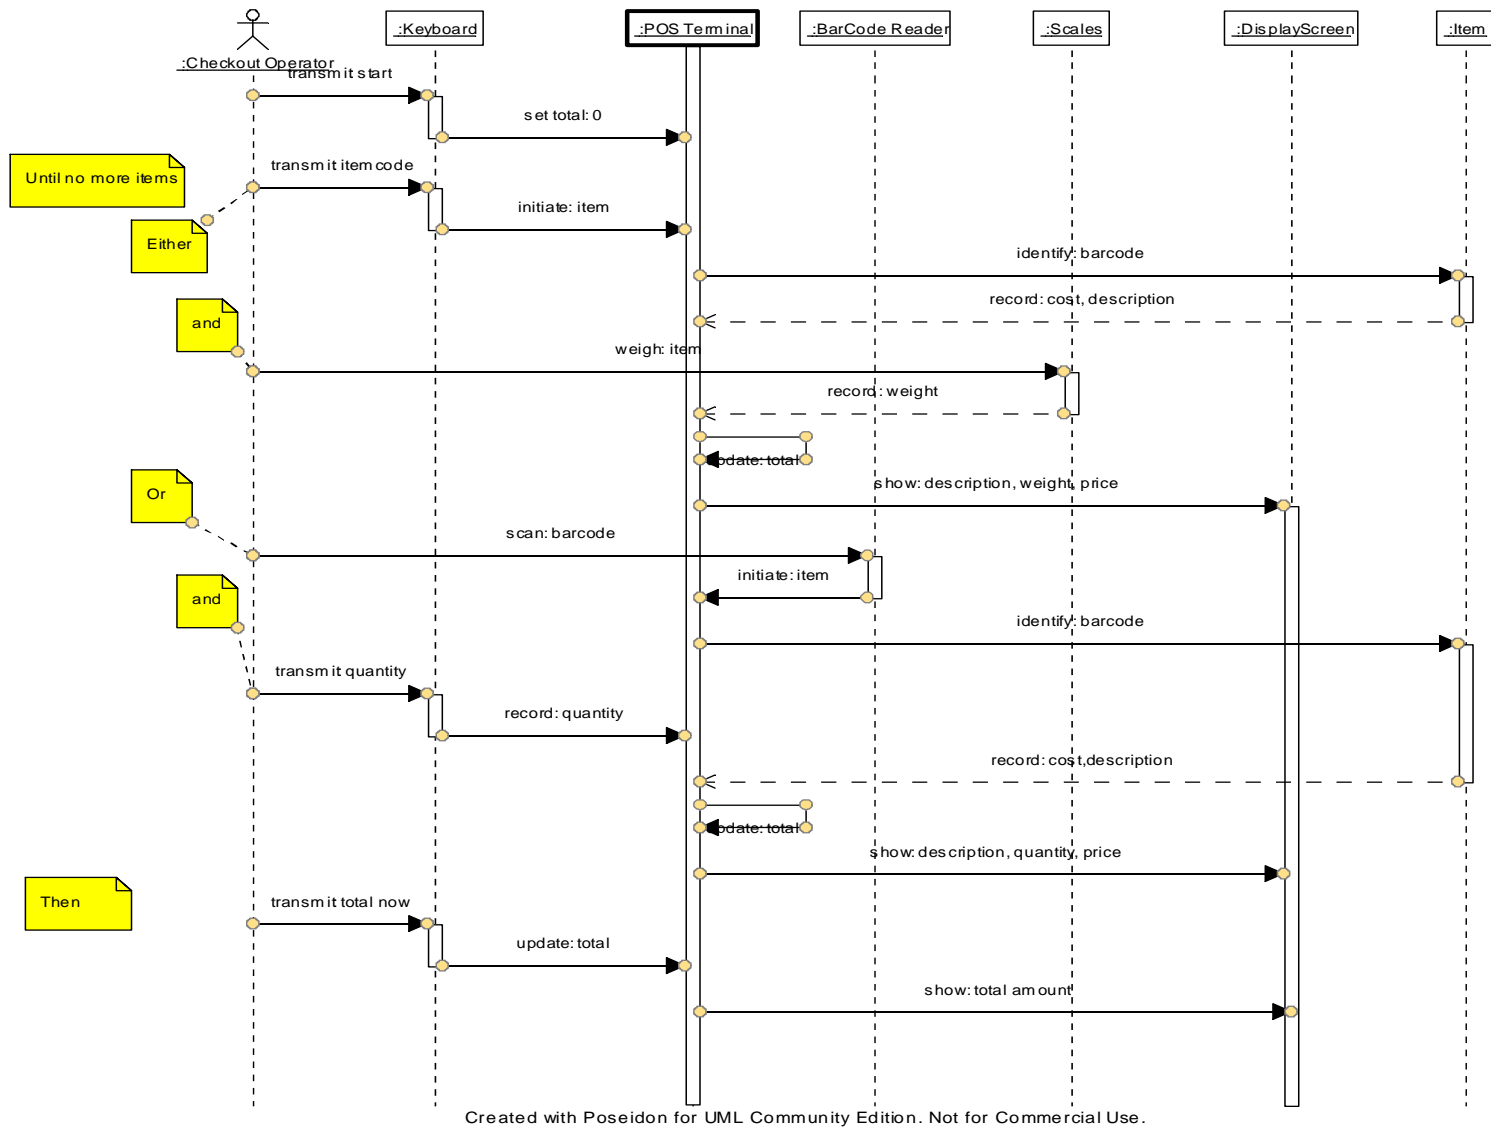 :Keyboard
:POS Terminal
:BarCode Reader
:Scales
:DisplayScreen
:Item
:Checkout Operator
transmit start
set total: 0
transmit itemcode
Until no more items
initiate: item
Either
identify: barcode
record: cost, description
and
weigh: item
record: weight
update: total
show: description, weight, price
Or
scan: barcode
initiate: item
and
identify: barcode
transmit quantity
record: quantity
record: cost,description
update: total
show: description, quantity, price
Then
transmit total now
update: total
show: total amount
Created with Poseidon for UML Community Edition. Not for Commercial Use.